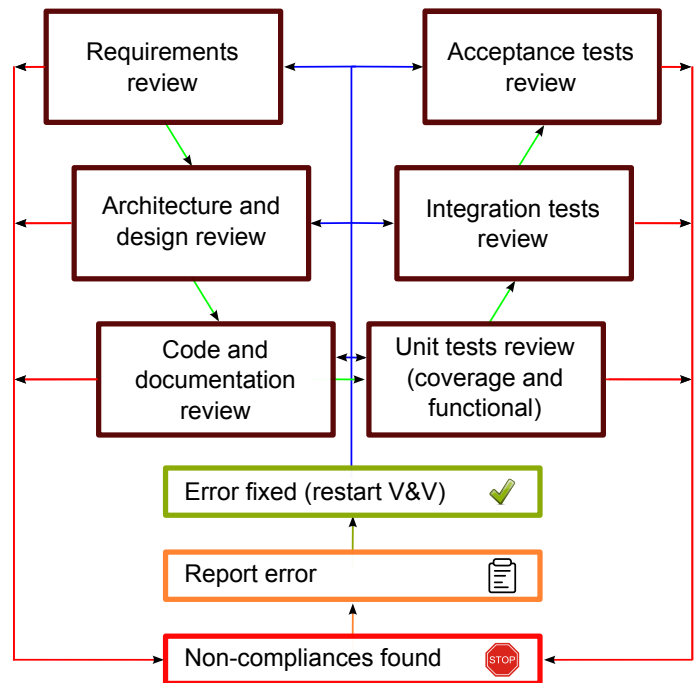 Requirements
review
Acceptance tests
review
Architecture and
design review
Integration tests
review
Code and
documentation
review
Unit tests review
(coverage and
functional)
Error fixed (restart V&V)
Report error
Non-compliances found
STOP